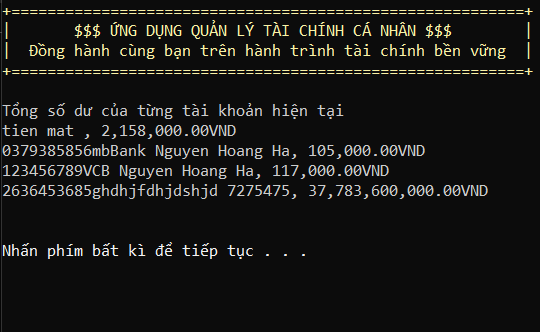 +======================================================+
| $$$ ỨNG DỤNG QUẢN LÝ TÀI CHÍNH CÁ NHÂN $$$ |
| Đồng hành cùng bạn trên hành trình tài chính bền vững |
+======================================================+
Tổng số dư của từng tài khoản hiện tại
tien mat , 2,158,000.00VND
0379385856mbBank Nguyen Hoang Ha, 105,000.00VND
123456789VCB Nguyen Hoang Ha, 117,000.00VND
2636453685ghdhjfdhjdshjd 7275475, 37,783,600,000.00VND
Nhấn phím bất kì để tiếp tục . . .